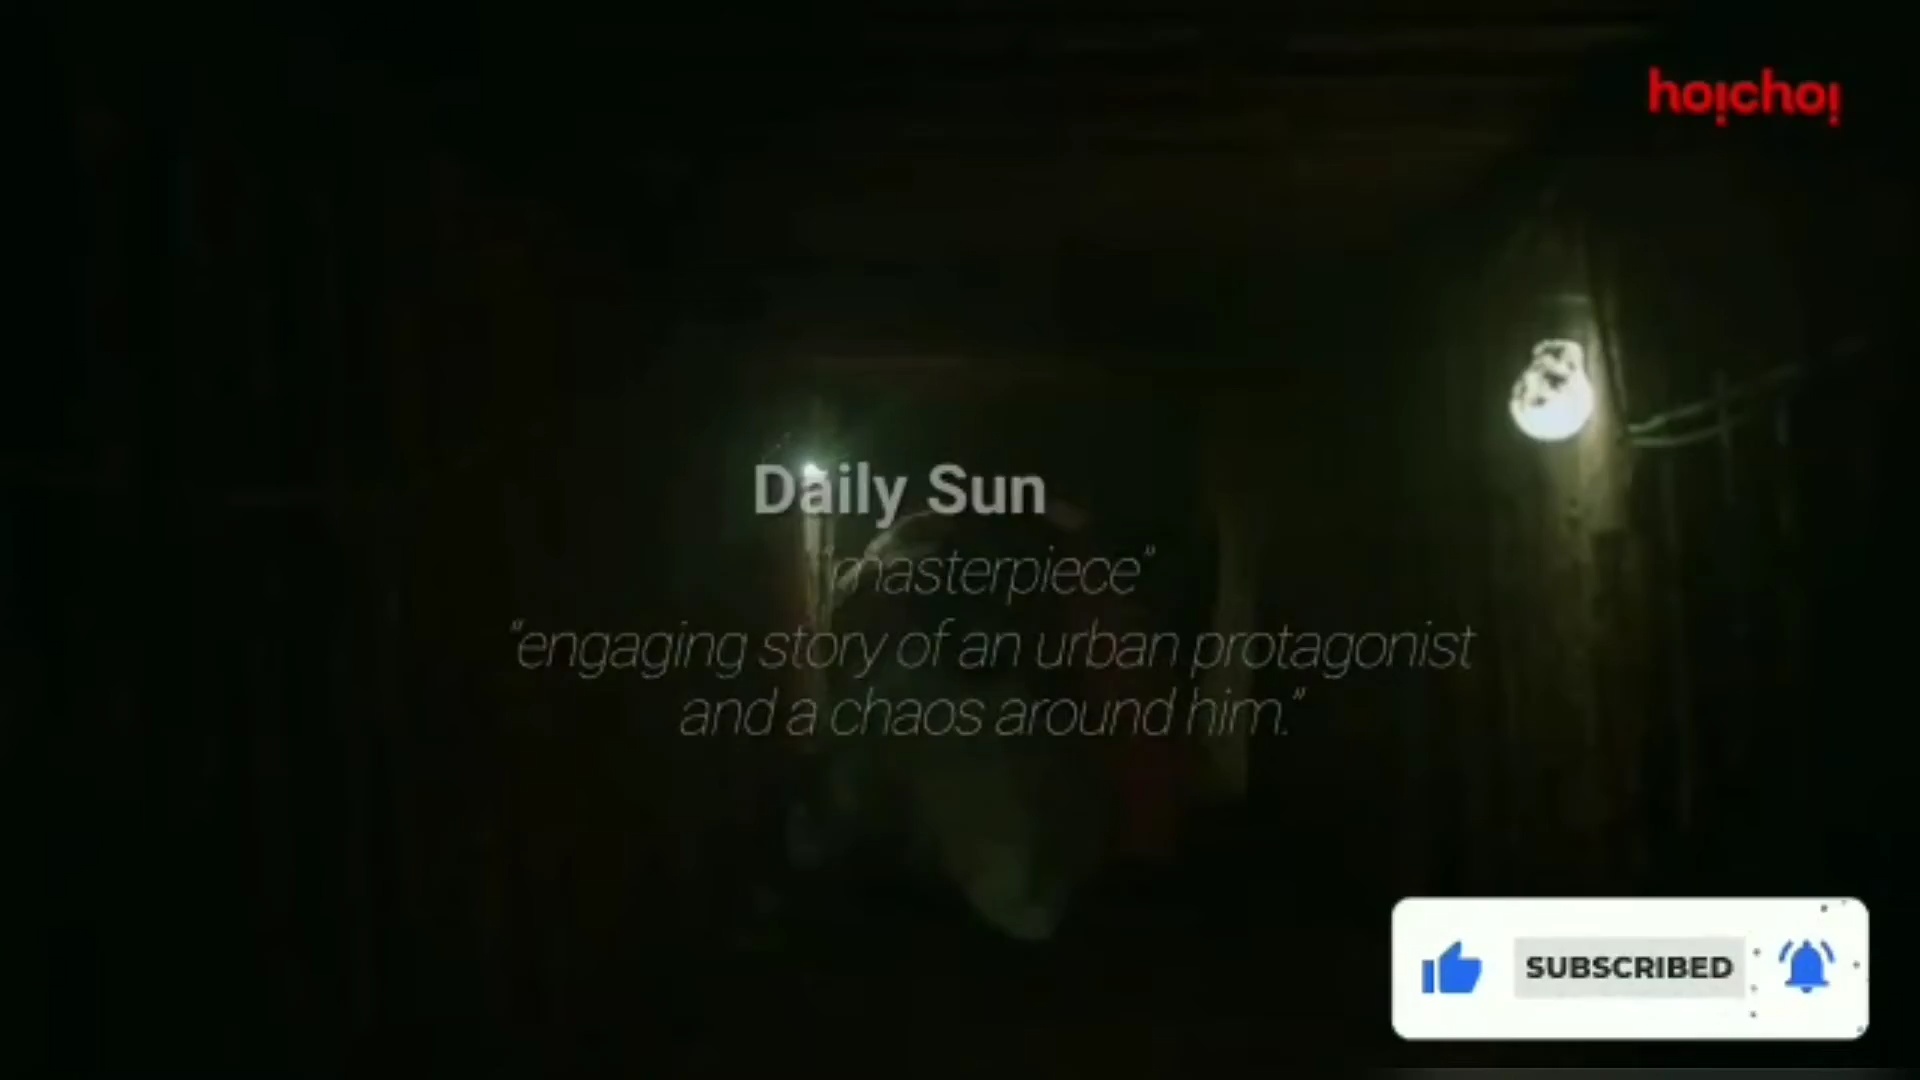 hoichoi
Daily Sun
“masterpiece”
“engaging story of an urban protagonist
and a chaos around him.”
SUBSCRIBED